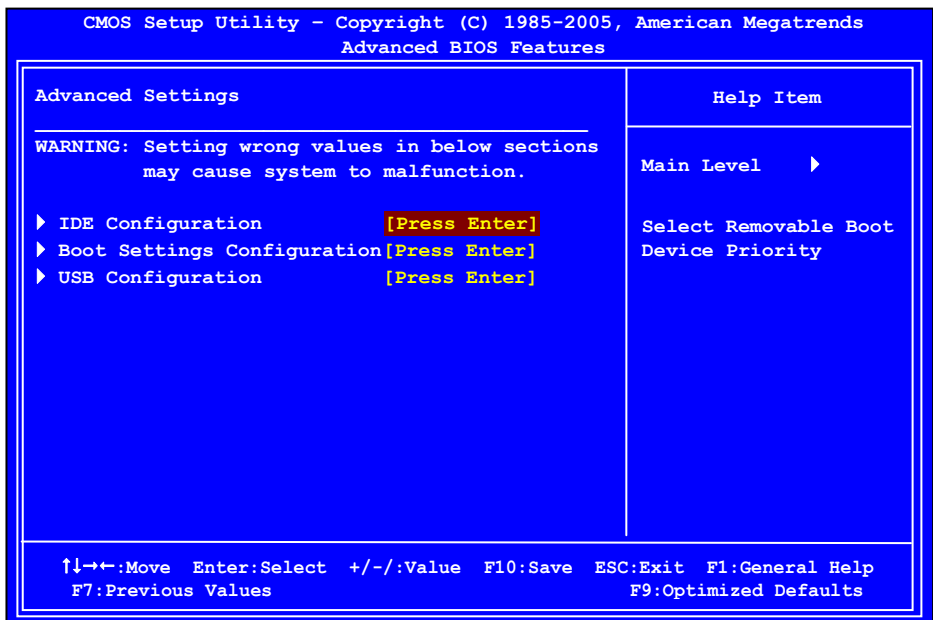 CMOS Setup Utility – Copyright (C) 1985-2005, American Megatrends
Advanced BIOS Features
Advanced Settings
WARNING: Setting wrong values in below sections
may cause system to malfunction.
IDE Configuration [Press Enter]
Boot Settings Configuration[Press Enter]
USB Configuration [Press Enter]
Help Item
Main Level
Select Removable Boot
Device Priority
↑↓→←:Move Enter:Select +/-/:Value F10:Save ESC:Exit F1:General Help
F7:Previous Values F9:Optimized Defaults